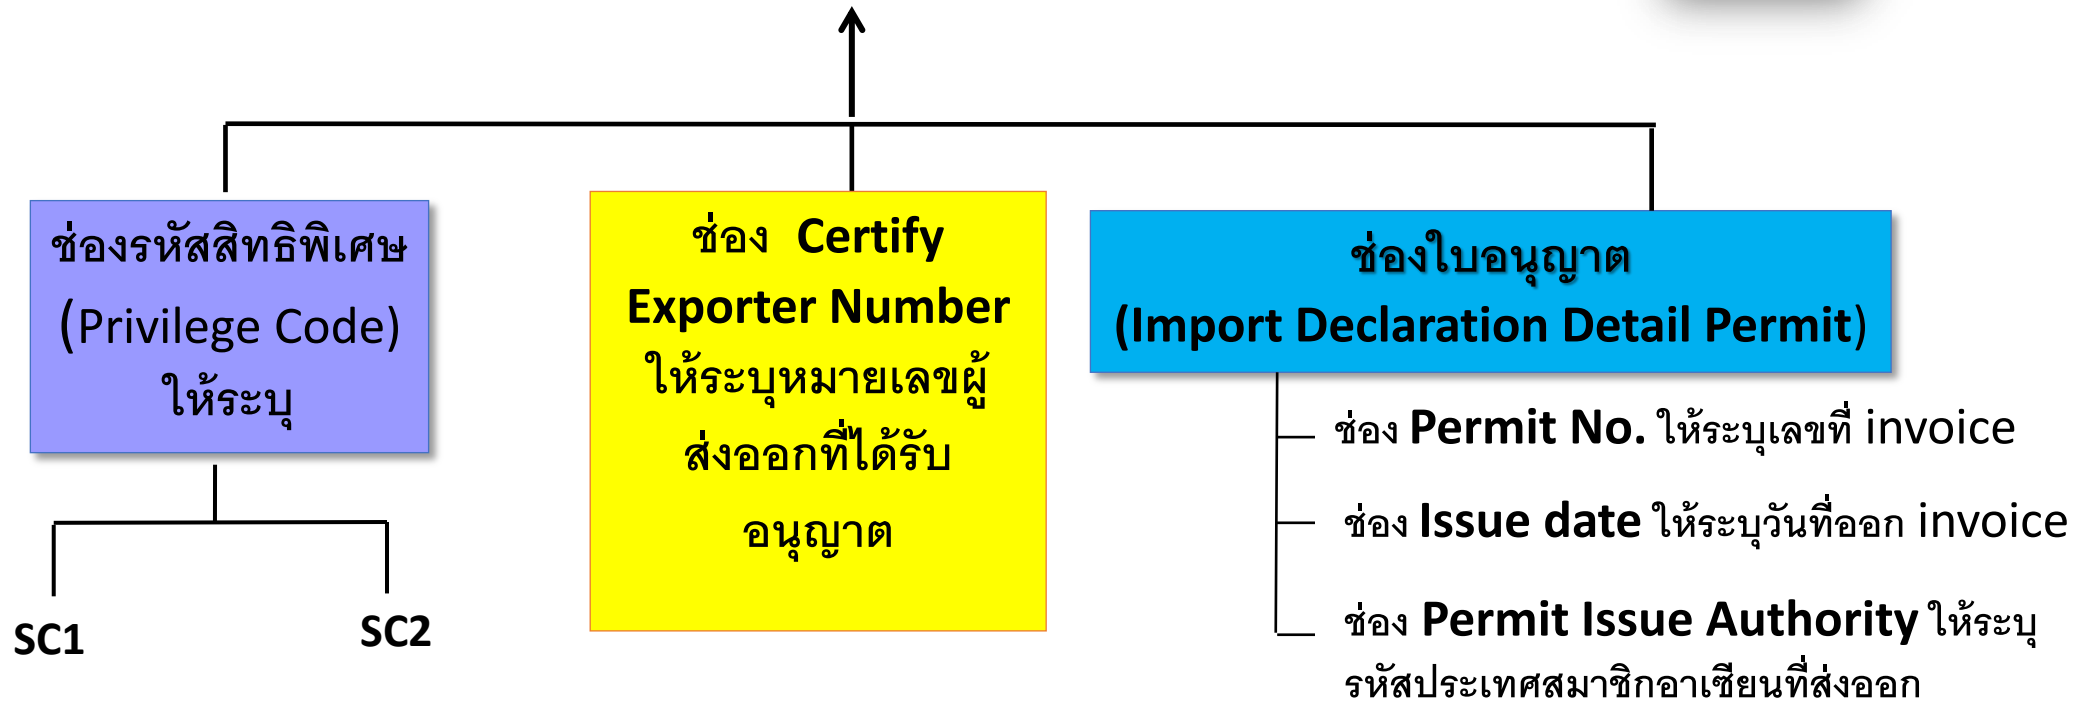 ช่องรหัสสิทธิพิเศษ
(Privilege Code)
ให้ระบุ
SC1
SC2
ช่อง Certify
Exporter Number
ให้ระบุหมายเลขผู้
ส่งออกที่ได้รับ
อนุญาต
ช่องใบอนุญาต
(Import Declaration Detail Permit)
ช่อง Permit No. ให้ระบุเลขที่ invoice
ช่อง Issue date ให้ระบุวันที่ออก invoice
ช่อง Permit Issue Authority ให้ระบุ
รหัสประเทศสมาชิกอาเซียนที่ส่งออก